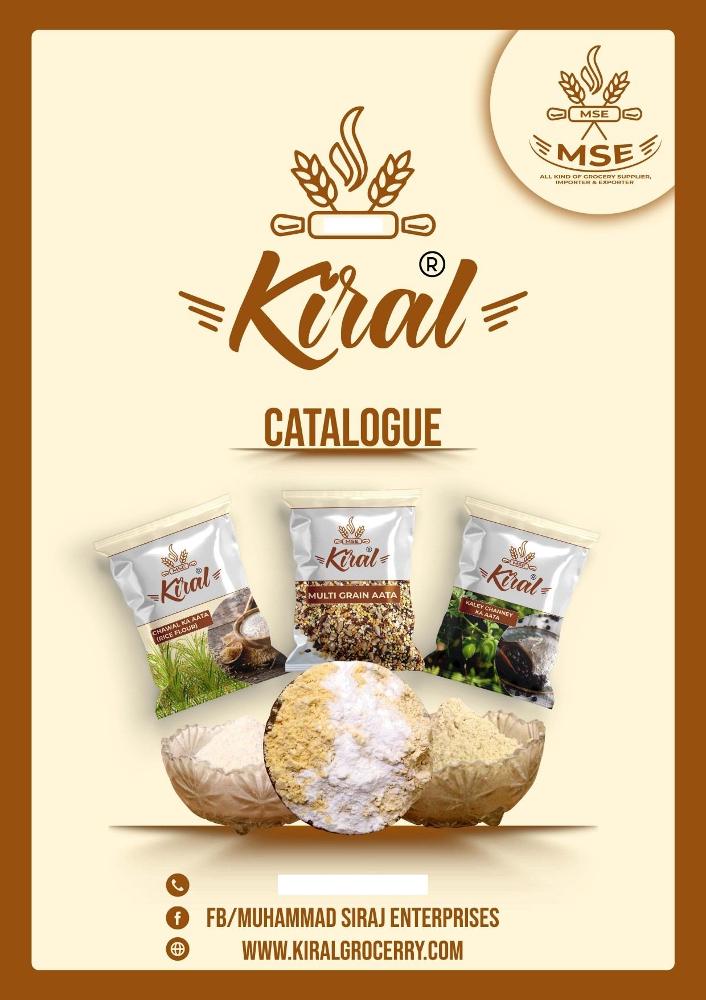 MSE
MSE
ALL KIND OF GROCERY SUPPLIER,
IMPORTER & EXPORTER
Kiral®
CATALOGUE
MSE
Kiral®
CHAWAL KA AATA
(RICE FLOUR)
MSE
Kiral®
MULTI GRAIN AATA
MSE
Kiral®
KALEY CHANNEY
KA AATA
FB/MUHAMMAD SIRAJ ENTERPRISES
WWW.KIRALGROCERRY.COM